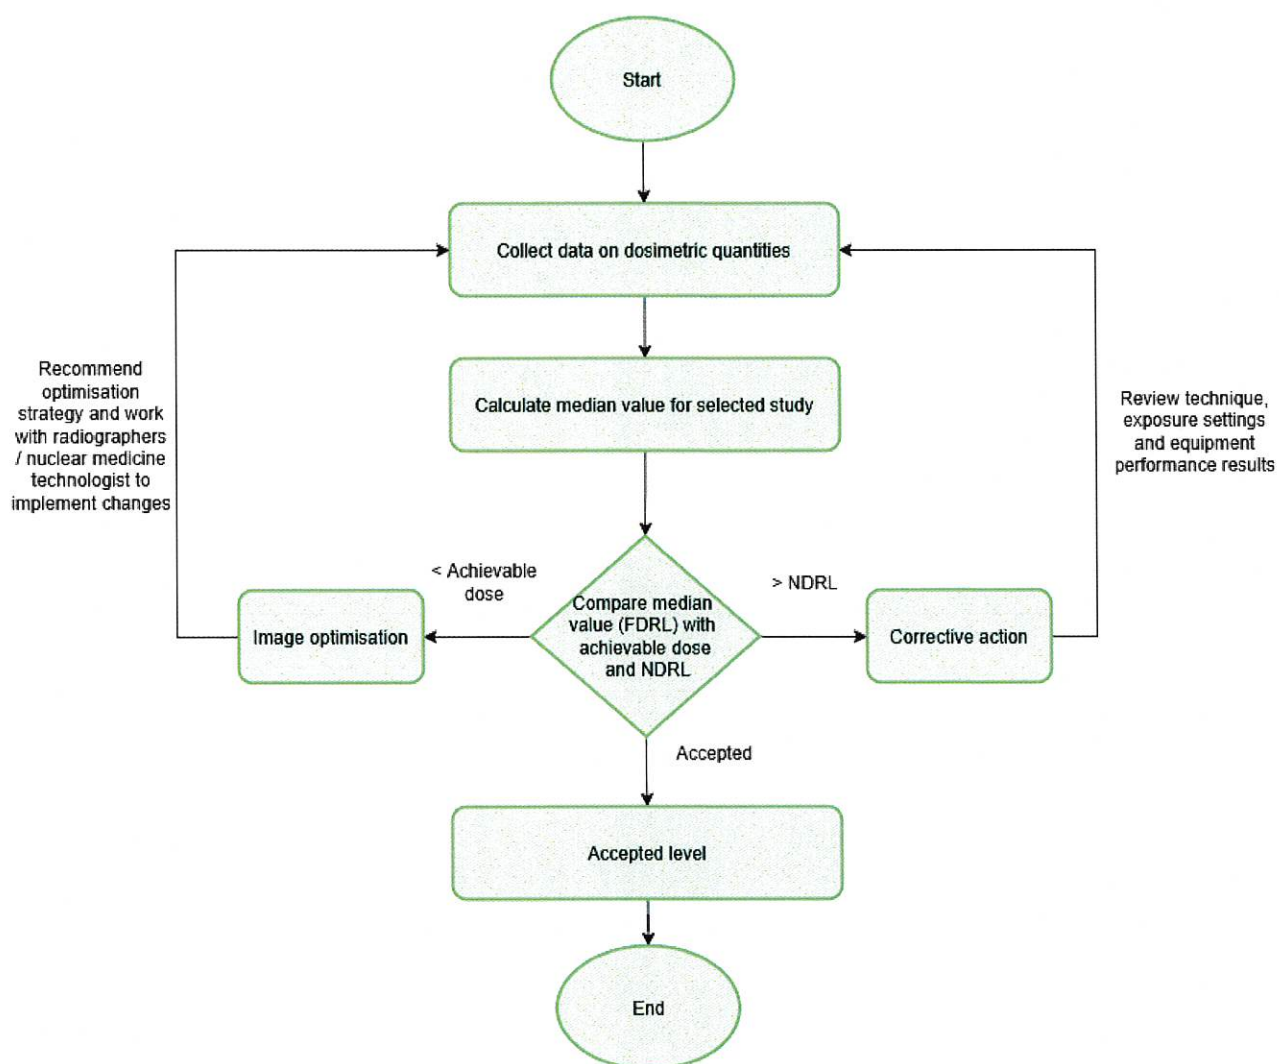 Start
Collect data on dosimetric quantities
Calculate median value for selected study
Recommend
optimisation
strategy and work
with radiographers
/ nuclear medicine
technologist to
implement changes
Review technique,
exposure settings
and equipment
performance results
< Achievable
dose
> NDRL
Compare median
value (FDRL) with
achievable dose
and NDRL
Image optimisation
Corrective action
Accepted
Accepted level
End